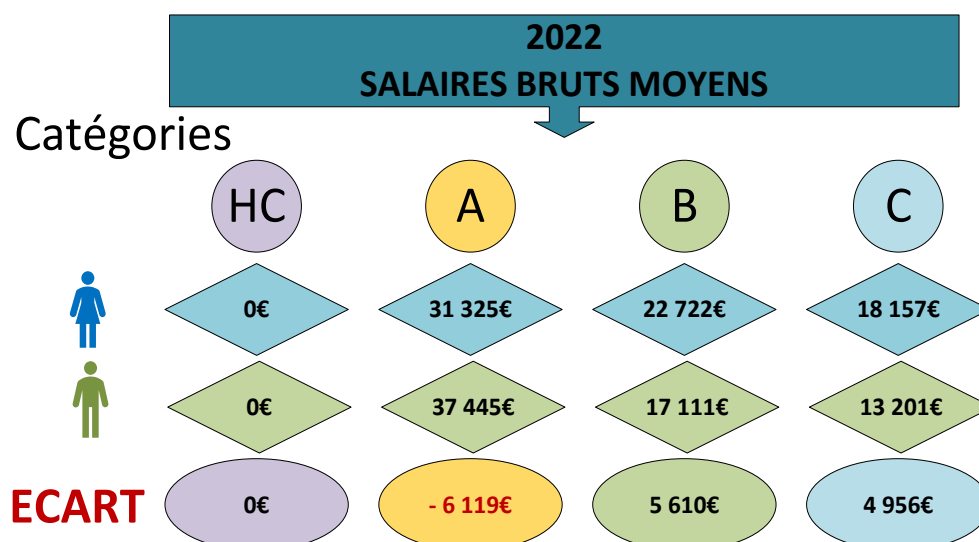 2022
SALAIRES BRUTS MOYENS
Catégories
HC A B C
0€ 31 325€ 22 722€ 18 157€
0€ 37 445€ 17 111€ 13 201€
ECART 0€ - 6 119€ 5 610€ 4 956€